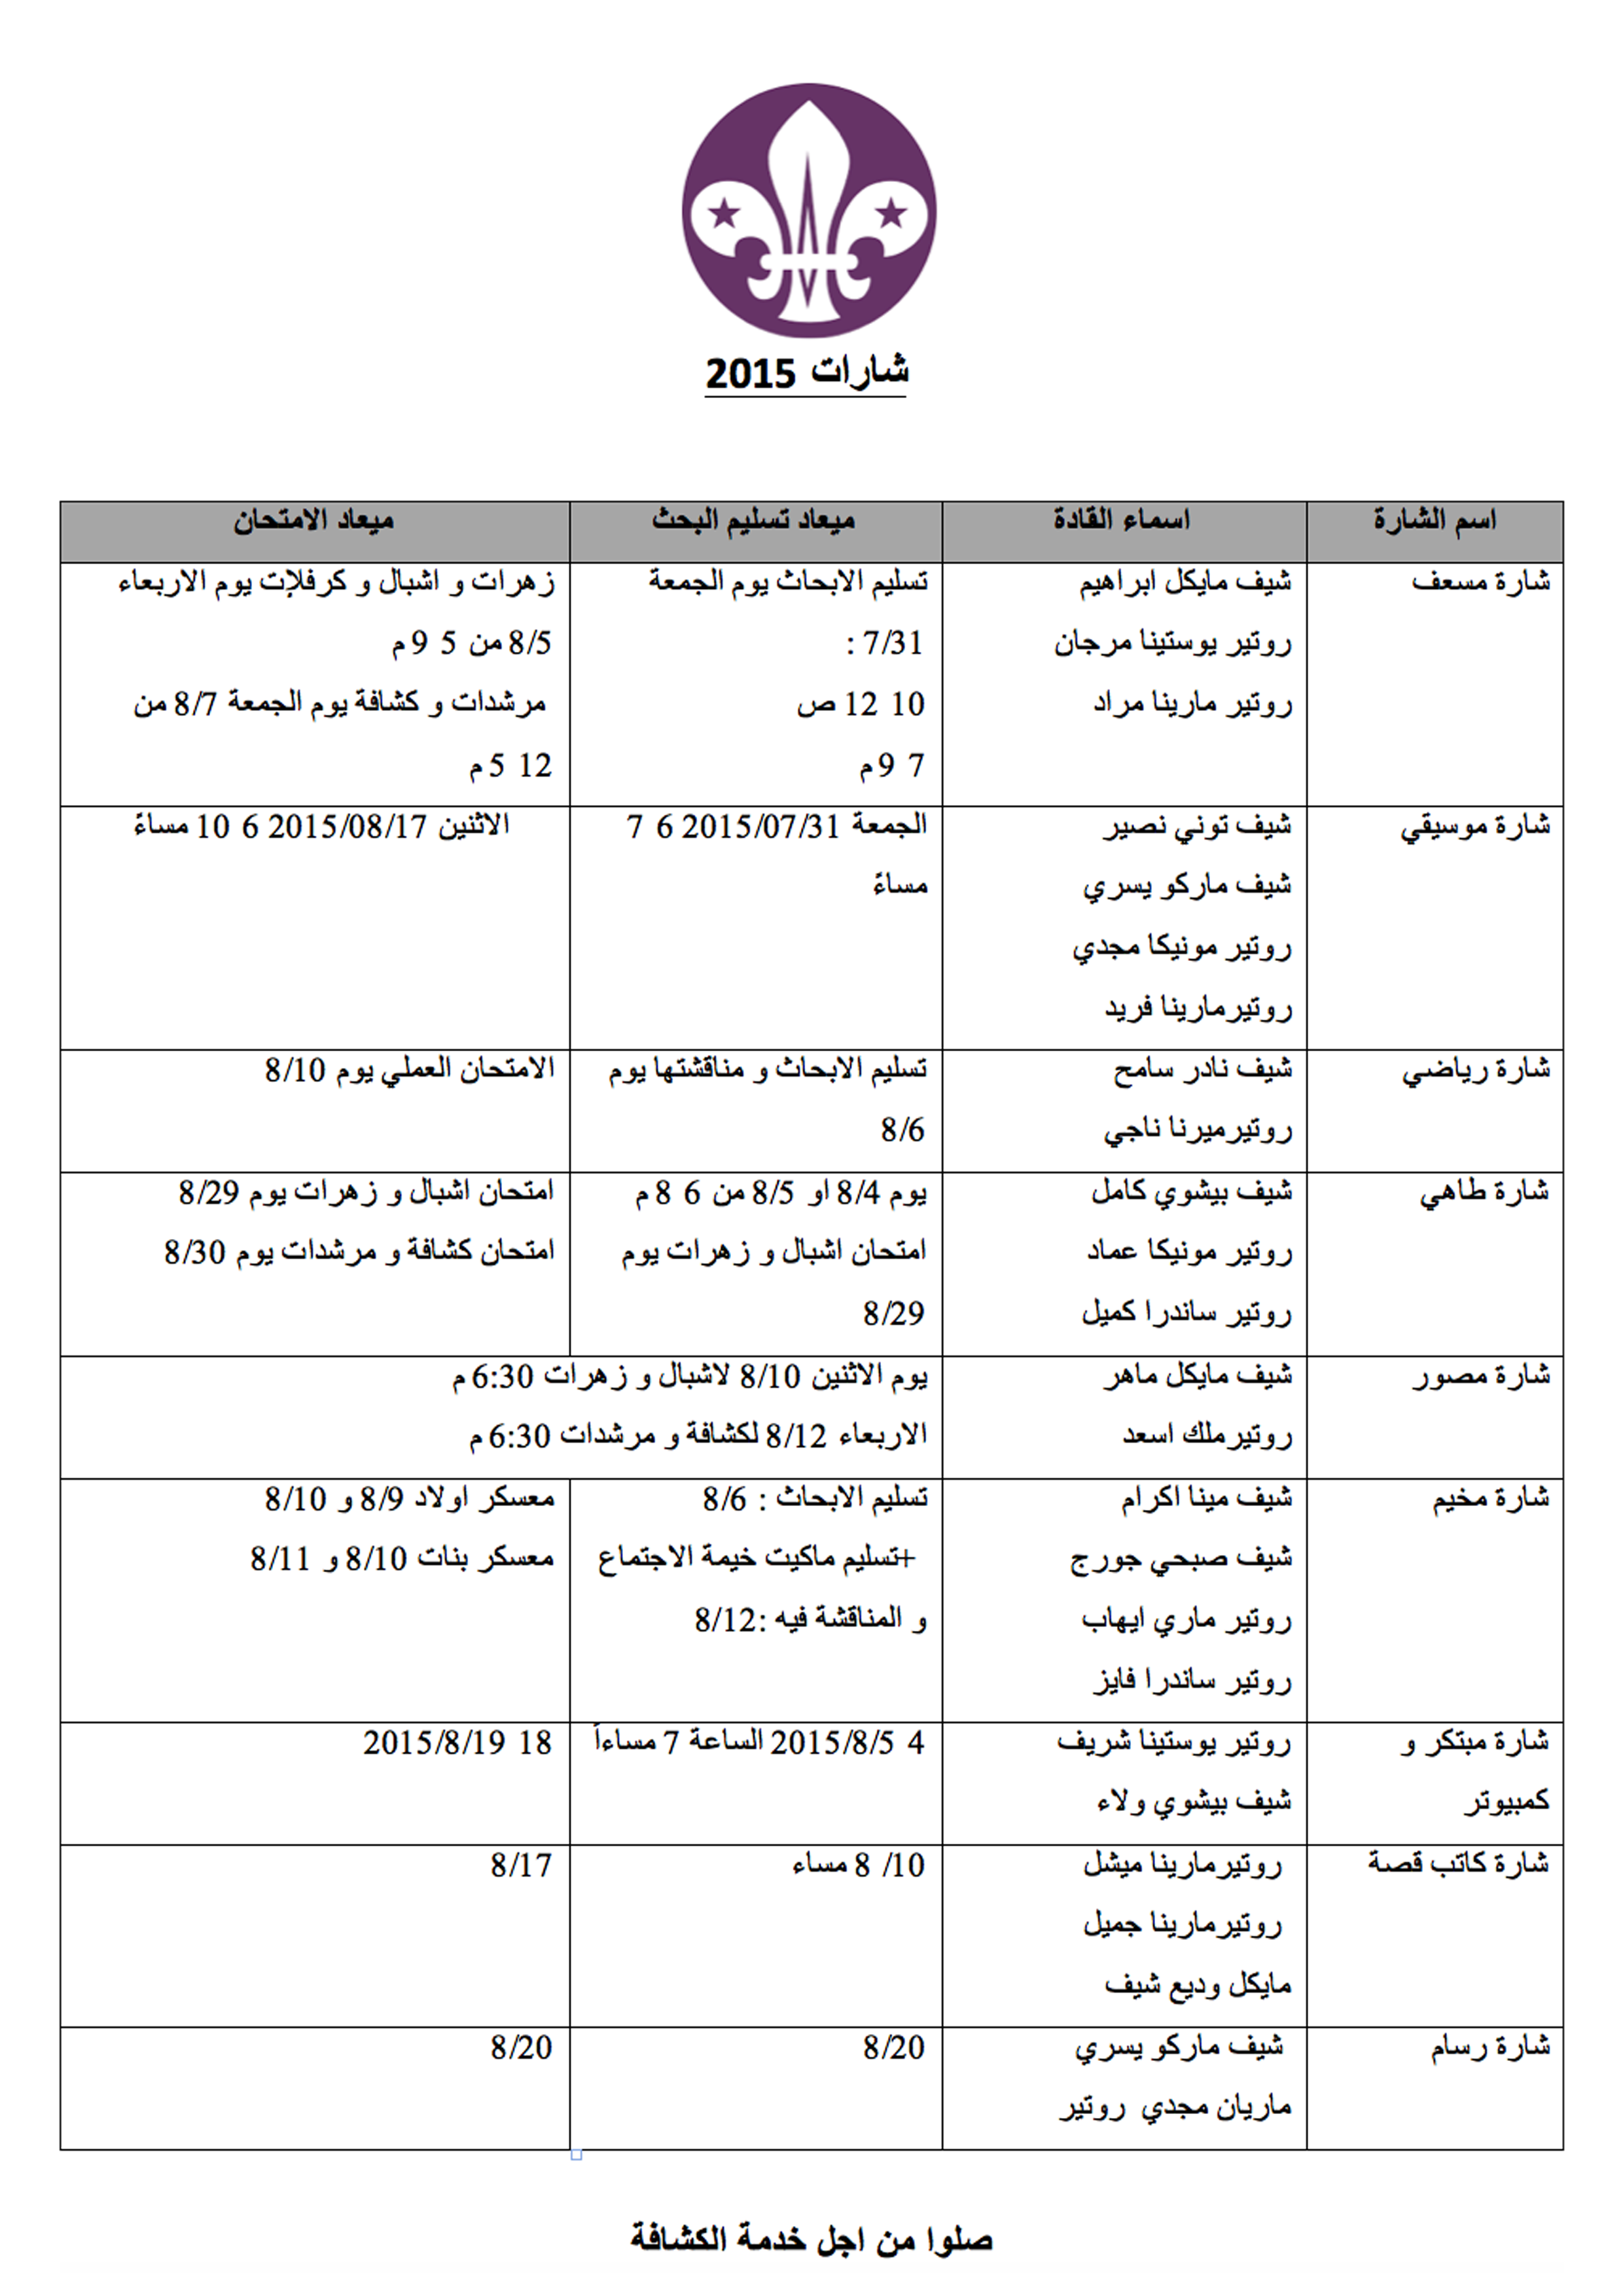 شارات 2015
اسم الشارة	اسماء القادة	ميعاد تسليم البحث	ميعاد الامتحان
شارة مسعف	شيف مايكل ابراهيم	تسليم الابحاث يوم الجمعة	زهرات و اشبال و كرفلات يوم الاربعاء
روتير يوستينا مرجان	7/31 :	8/5 من 5 9 م
روتير مارينا مراد	10 12 ص	مرشدات و كشافة يوم الجمعة 8/7 من
7 9 م	12 5 م
شارة موسيقي	شيف توني نصير	الجمعة 2015/07/31 6 7	الاثنين 2015/08/17 6 10 مساءً
شيف ماركو يسري	مساءً
روتير مونيكا مجدي
روتيرمارينا فريد
شارة رياضي	شيف نادر سامح	تسليم الابحاث و مناقشتها يوم	الامتحان العملي يوم 8/10
روتيرميرنا ناجي	8/6
شارة طاهي	شيف بيشوي كامل	يوم 8/4 او 8/5 من 6 8 م	امتحان اشبال و زهرات يوم 8/29
روتير مونيكا عماد	امتحان اشبال و زهرات يوم	امتحان كشافة و مرشدات يوم 8/30
روتير ساندرا كميل	8/29
شارة مصور	شيف مايكل ماهر	يوم الاثنين 8/10 لاشبال و زهرات 6:30 م
روتيرملك اسعد	الاربعاء 8/12 لكشافة و مرشدات 6:30 م
شارة مخيم	شيف مينا اكرام	تسليم الابحاث : 8/6	معسكر اولاد 8/9 و 8/10
شيف صبحي جورج	+تسليم ماكيت خيمة الاجتماع	معسكر بنات 8/10 و 8/11
روتير ماري ايهاب	و المناقشة فيه :8/12
روتير ساندرا فايز
شارة مبتكر و	روتير يوستينا شريف	4 2015/8/5 الساعة 7 مساءاً	18 2015/8/19
كمبيوتر	شيف بيشوي ولاء
شارة كاتب قصة	روتيرمارينا ميشل	10/ 8 مساء	8/17
روتيرمارينا جميل
مايكل وديع شيف
شارة رسام	شيف ماركو يسري	8/20	8/20
ماريان مجدي روتير
صلوا من اجل خدمة الكشافة